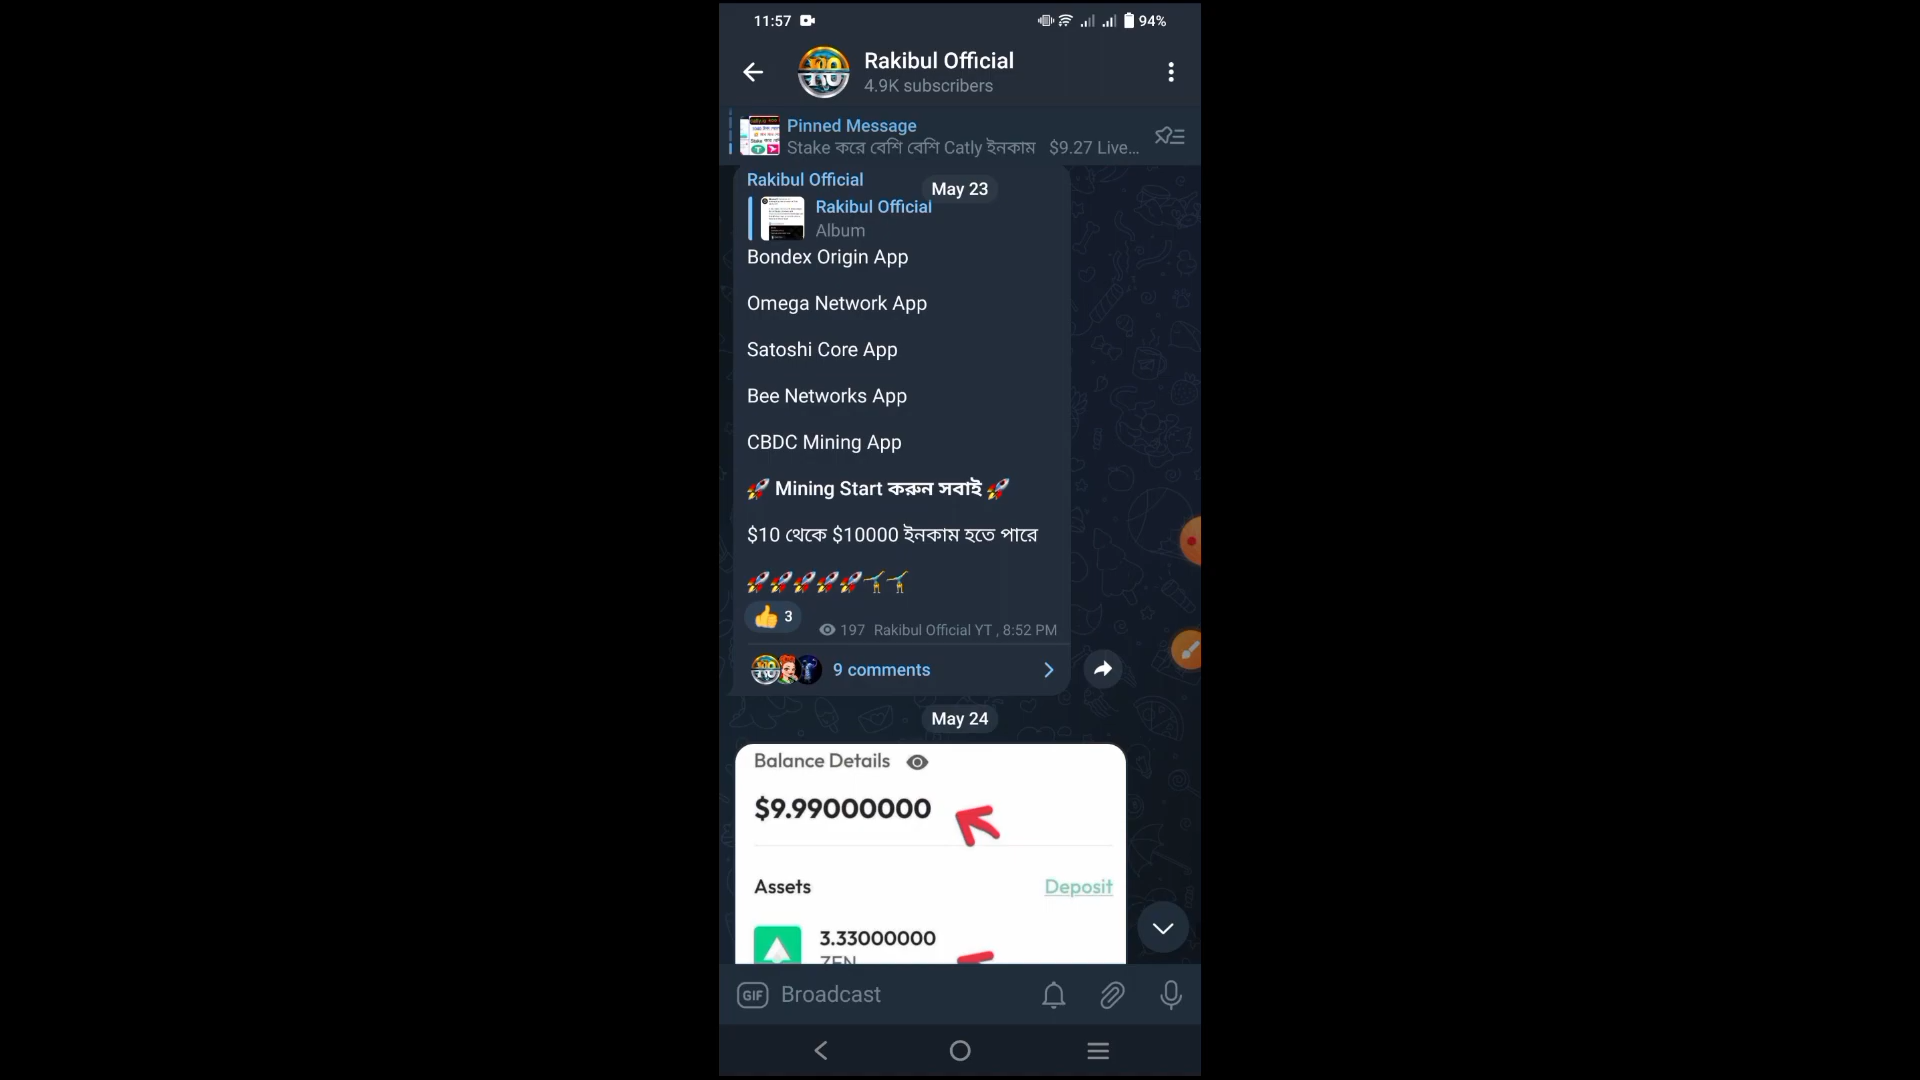 11:57
94%
Rakibul Official
4.9K subscribers
Pinned Message
Stake করে বেশি বেশি Catly ইনকাম $9.27 Live...
Rakibul Official
May 23
Rakibul Official
Album
Bondex Origin App
Omega Network App
Satoshi Core App
Bee Networks App
CBDC Mining App
🚀 Mining Start করুন সবাই 🚀
$10 থেকে $10000 ইনকাম হতে পারে
🚀🚀🚀🚀🚀
👍 3
197 Rakibul Official YT , 8:52 PM
9 comments
May 24
Balance Details
$9.99000000
Assets
Deposit
3.33000000
ZEN
GIF Broadcast